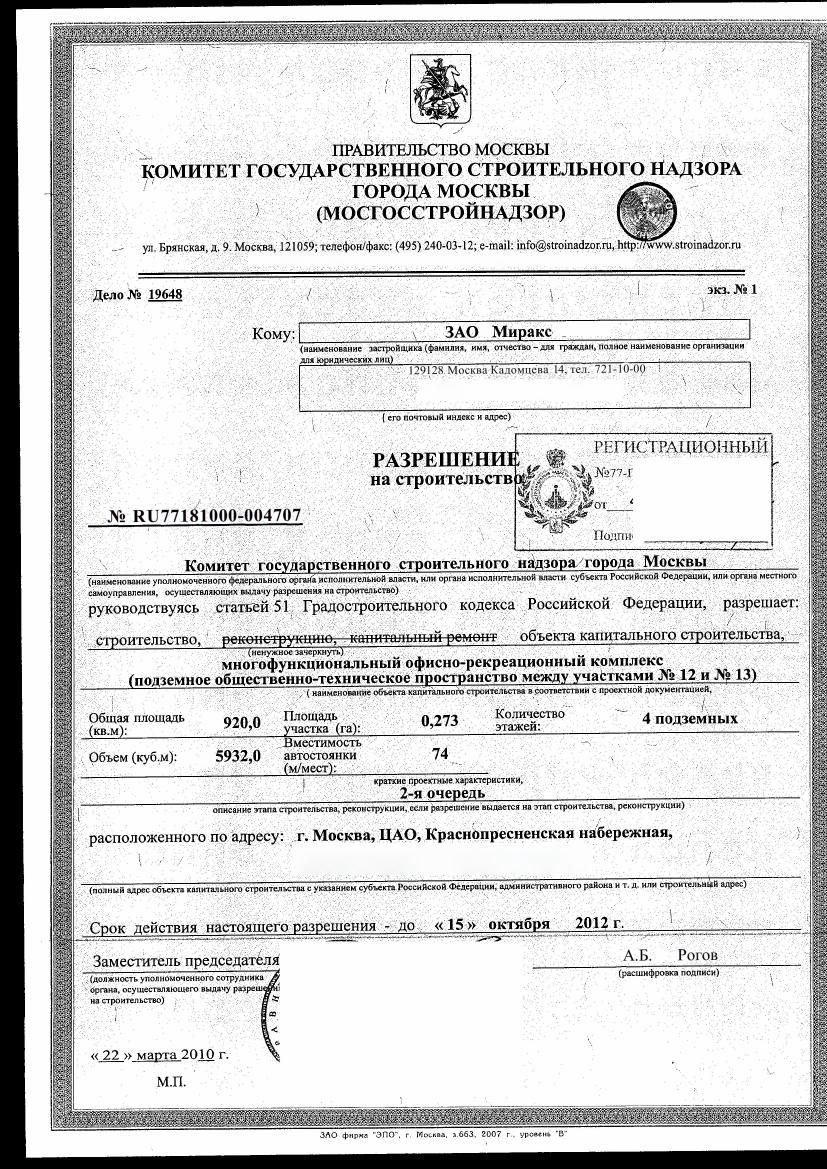 ПРАВИТЕЛЬСТВО МОСКВЫ
КОМИТЕТ ГОСУДАРСТВЕННОГО СТРОИТЕЛЬНОГО НАДЗОРА
ГОРОДА МОСКВЫ
(МОСГОССТРОЙНАДЗОР)
ул. Брянская, д. 9. Москва, 121059; телефон/факс: (495) 240-03-12; e-mail: info@stroinadzor.ru, http://www.stroinadzor.ru
Дело № 19648
экз. № 1
Кому: ЗАО Миракс
(наименование застройщика (фамилия, имя, отчество – для граждан, полное наименование организации
для юридических лиц)
129128 Москва Кадомцева 14, тел. 721-10-00
( его почтовый индекс и адрес)
РАЗРЕШЕНИЕ
на строительство
РЕГИСТРАЦИОННЫЙ
№77-Г
от
Подпи
№ RU77181000-004707
Комитет государственного строительного надзора города Москвы
(наименование уполномоченного федерального органа исполнительной власти, или органа исполнительной власти субъекта Российской Федерации, или органа местного
самоуправления, осуществляющих выдачу разрешения на строительство)
руководствуясь статьей 51 Градостроительного кодекса Российской Федерации, разрешает:
строительство, реконструкцию, капитальный ремонт объекта капитального строительства,
(ненужное зачеркнуть)
многофункциональный офисно-рекреационный комплекс
(подземное общественно-техническое пространство между участками № 12 и № 13)
( наименование объекта капитального строительства в соответствии с проектной документацией,
Общая площадь (кв.м): 920,0 Площадь участка (га): 0,273 Количество этажей: 4 подземных
Объем (куб.м): 5932,0 Вместимость автостоянки (м/мест): 74
краткие проектные характеристики,
2-я очередь
описание этапа строительства, реконструкции, если разрешение выдается на этап строительства, реконструкции)
расположенного по адресу: г. Москва, ЦАО, Краснопресненская набережная,
(полный адрес объекта капитального строительства с указанием субъекта Российской Федерации, административного района и т. д. или строительный адрес)
Срок действия настоящего разрешения - до «15» октября 2012 г.
Заместитель председателя
А.Б. Рогов
(должность уполномоченного сотрудника
органа, осуществляющего выдачу разрешени
на строительство)
(расшифровка подписи)
«22» марта 2010 г.
М.П.
ЗАО фирма "ЭПО", г. Москва, з.663, 2007 г., уровень "В"